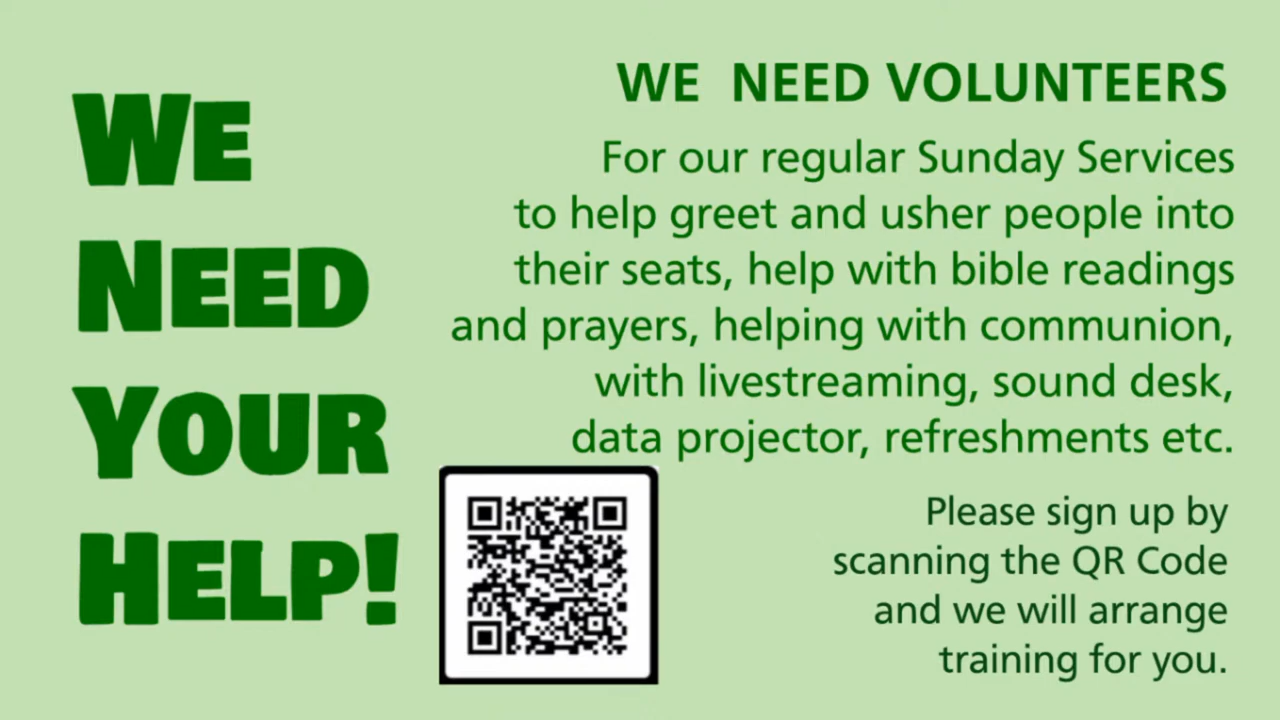 WE
NEED
YOUR
HELP!
WE NEED VOLUNTEERS
For our regular Sunday Services
to help greet and usher people into
their seats, help with bible readings
and prayers, helping with communion,
with livestreaming, sound desk,
data projector, refreshments etc.
Please sign up by
scanning the QR Code
and we will arrange
training for you.